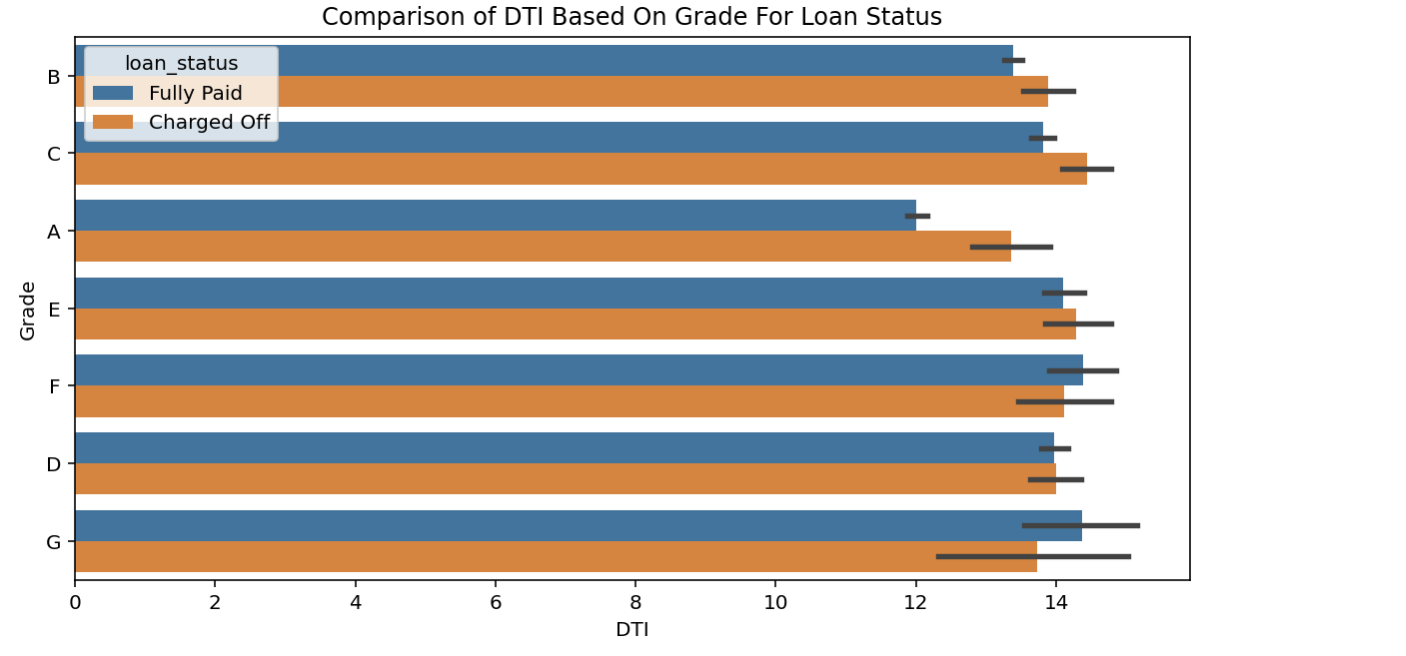 Comparison of DTI Based On Grade For Loan Status
loan_status
Fully Paid
Charged Off
B
C
A
E
F
D
G
Grade
0 2 4 6 8 10 12 14
DTI